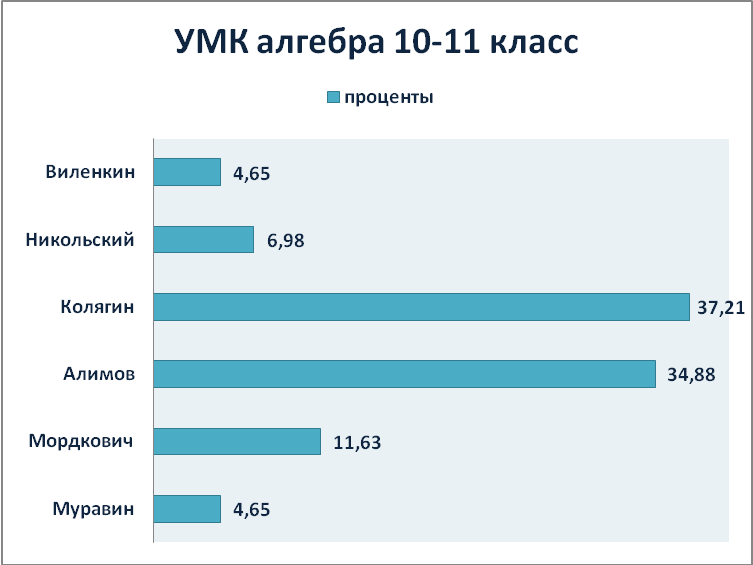 УМК алгебра 10-11 класс
проценты
Виленкин 4,65
Никольский 6,98
Колягин 37,21
Алимов 34,88
Мордкович 11,63
Муравин 4,65